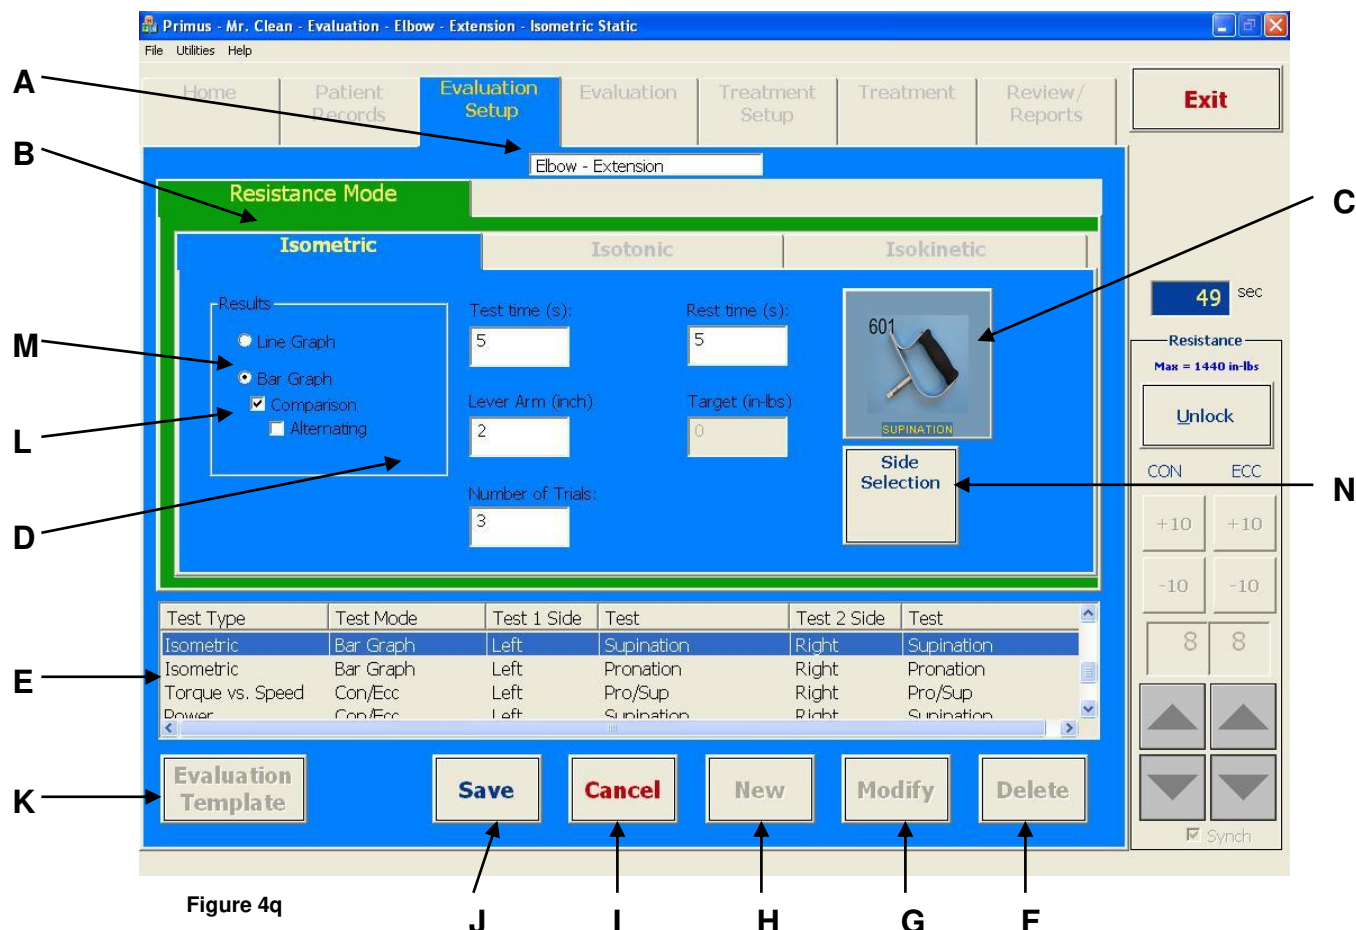 Primus - Mr. Clean - Evaluation - Elbow - Extension - Isometric Static
File Utilities Help
A
Home
Patient Records
Evaluation Setup
Evaluation
Treatment Setup
Treatment
Review/ Reports
Exit
B
Elbow - Extension
Resistance Mode
C
Isometric
Isotonic
Isokinetic
Results
Line Graph
Bar Graph
Comparison
Alternating
M
L
D
Test time (s):
5
Rest time (s):
5
Lever Arm (inch)
2
Target (in-lbs)
0
Number of Trials:
3
601
SUPINATION
Side
Selection
N
49 sec
Resistance
Max = 1440 in-lbs
Unlock
CON ECC
+10 +10
-10 -10
8 8
Synch
Test Type Test Mode Test 1 Side Test Test 2 Side Test
Isometric Bar Graph Left Supination Right Supination
Isometric Bar Graph Left Pronation Right Pronation
Torque vs. Speed Con/Ecc Left Pro/Sup Right Pro/Sup
Power Con/Ecc Left Supination Right Supination
E
K
Evaluation
Template
Save
Cancel
New
Modify
Delete
Figure 4q
J I H G F